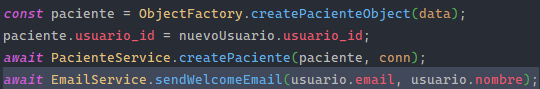 const paciente = ObjectFactory.createPacienteObject(data);
paciente.usuario_id = nuevoUsuario.usuario_id;
await PacienteService.createPaciente(paciente, conn);
await EmailService.sendWelcomeEmail(usuario.email, usuario.nombre);